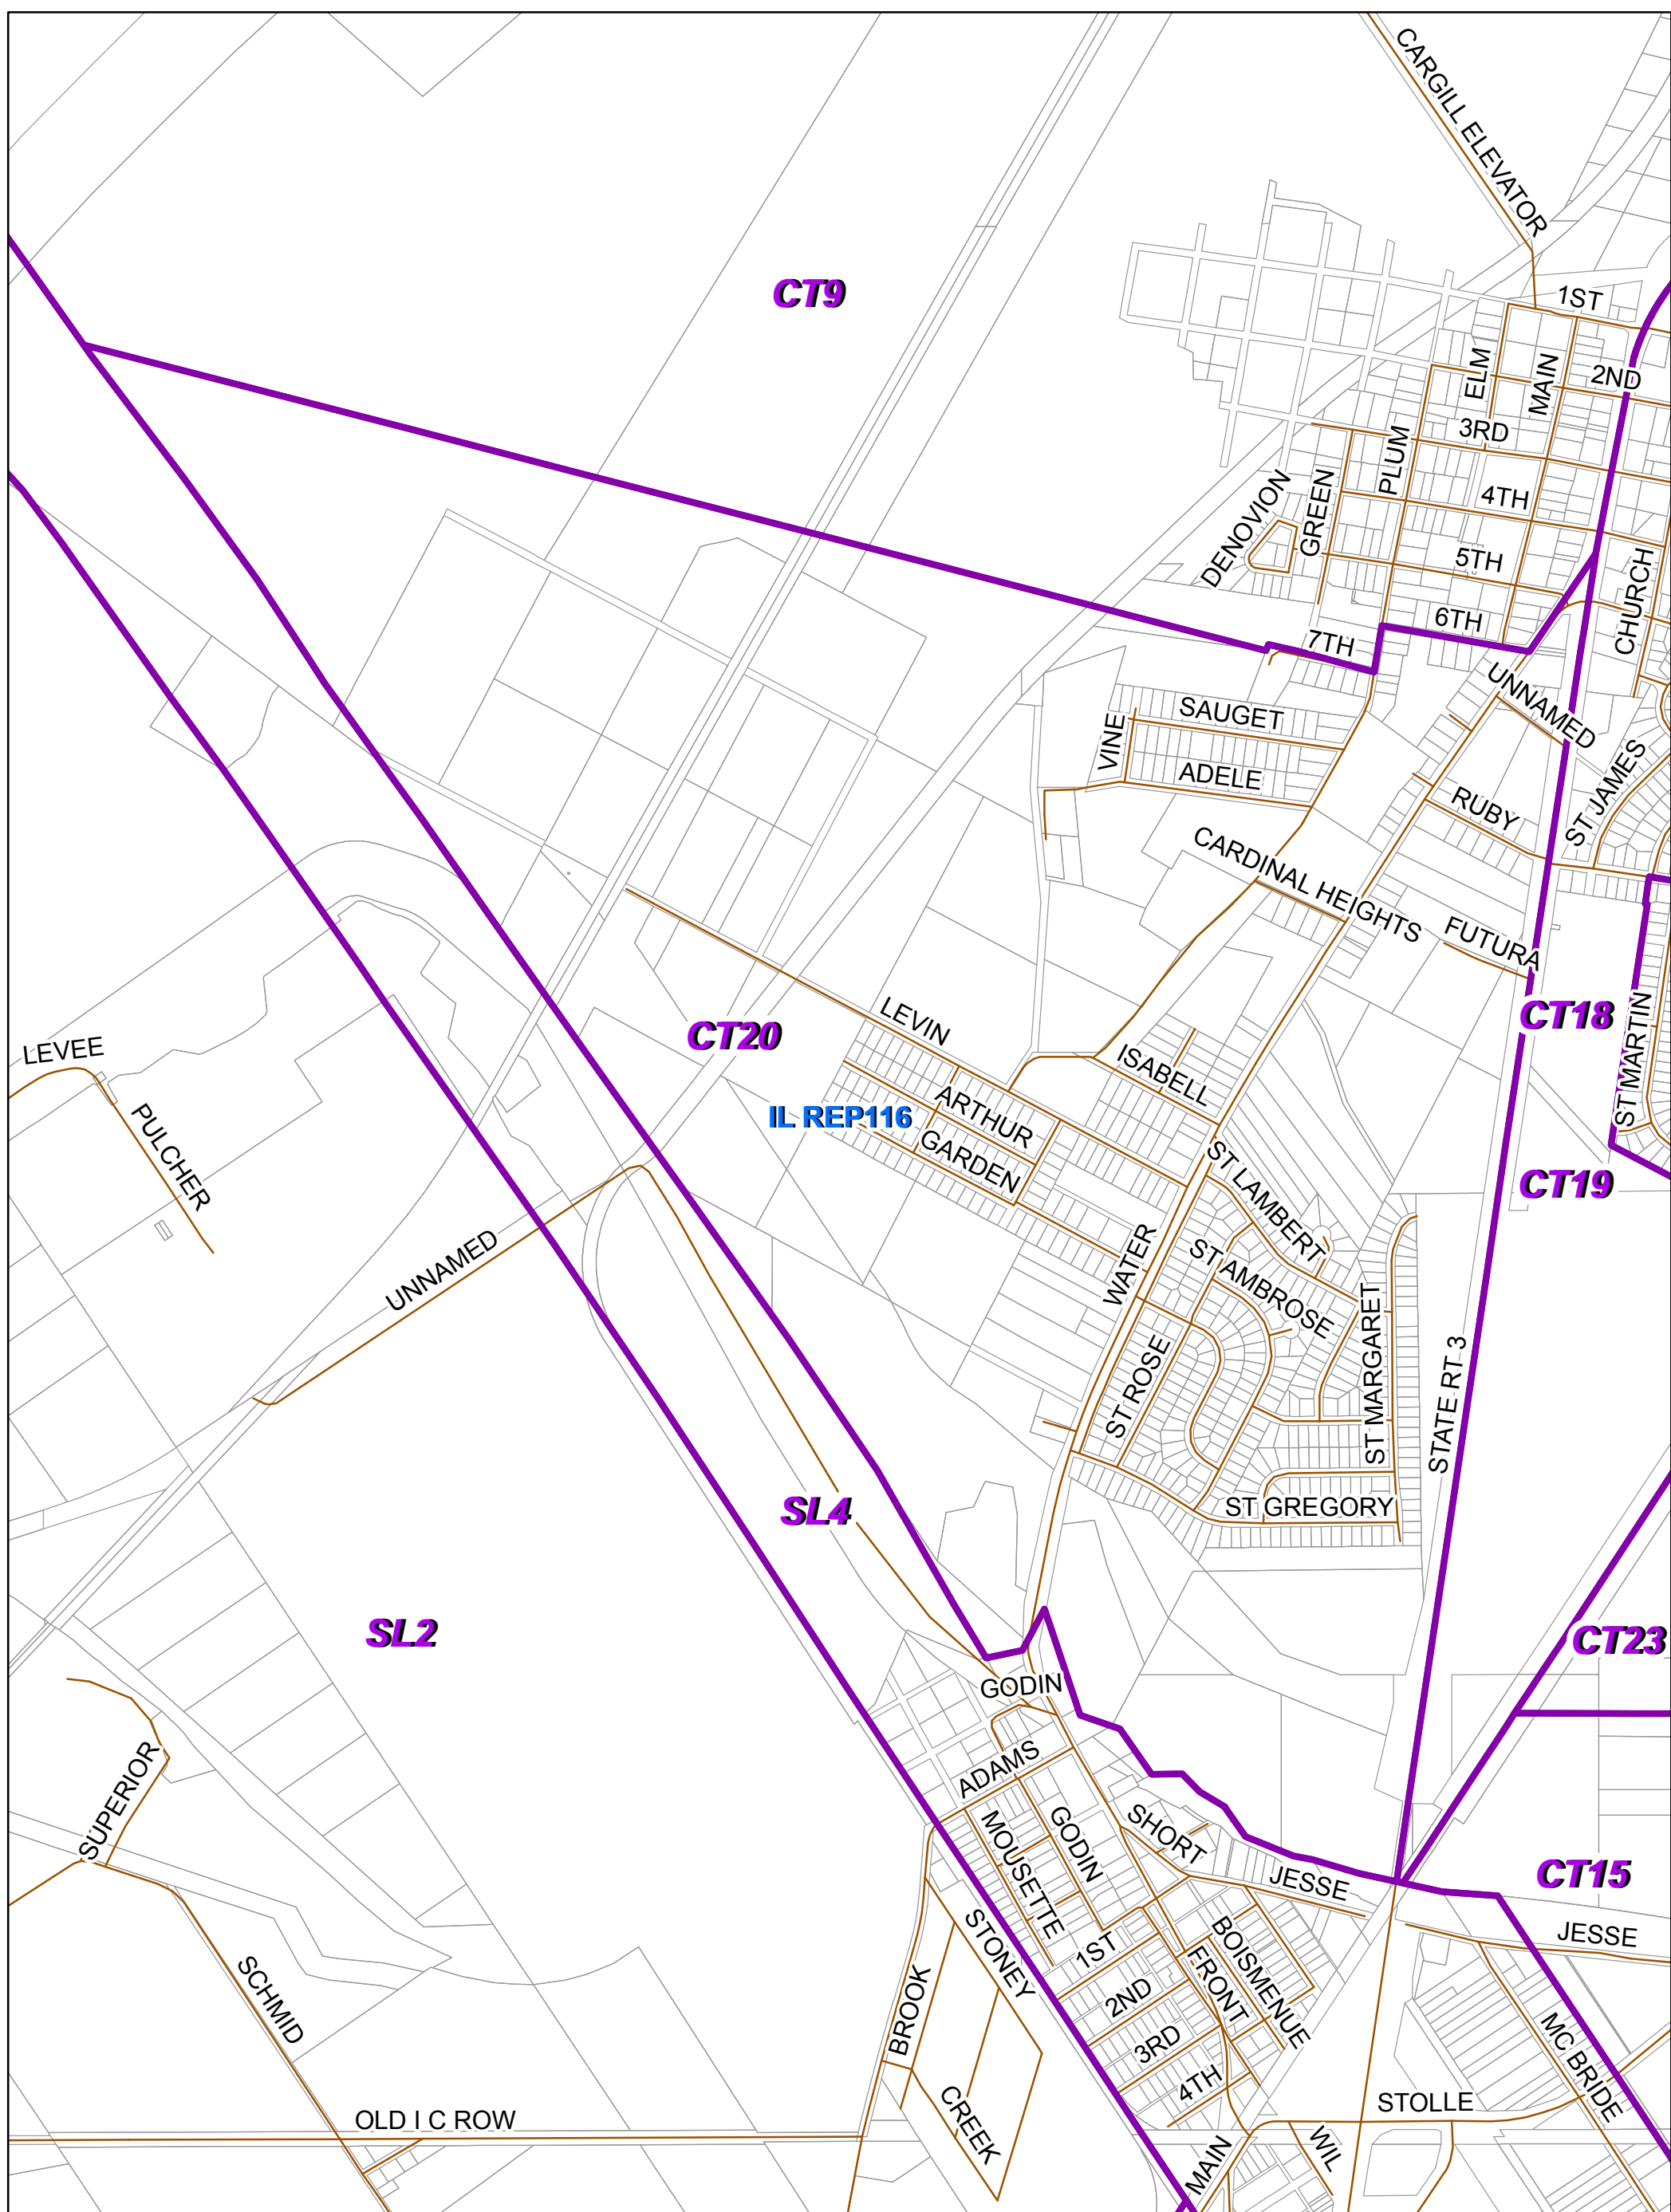 CARGILL ELEVATOR
CT9
1ST
ELM
MAIN
2ND
3RD
PLUM
4TH
DENOVION
GREEN
5TH
CHURCH
6TH
7TH
UNNAMED
SAUGET
VINE
ADELE
ST JAMES
RUBY
CARDINAL HEIGHTS
FUTURA
CT18
CT20
LEVIN
ST MARTIN
LEVEE
ISABELL
IL REP116
ARTHUR
PULCHER
GARDEN
CT19
ST LAMBERT
UNNAMED
WATER
ST AMBROSE
ST ROSE
ST MARGARET
STATE RT 3
SL4
ST GREGORY
SL2
CT23
GODIN
ADAMS
SUPERIOR
MOUSETTE
GODIN
SHORT
JESSE
CT15
JESSE
STONEY
1ST
BOISMENUE
FRONT
SCHMID
BROOK
2ND
3RD
MC BRIDE
4TH
STOLLE
CREEK
OLD I C ROW
WIL
MAIN